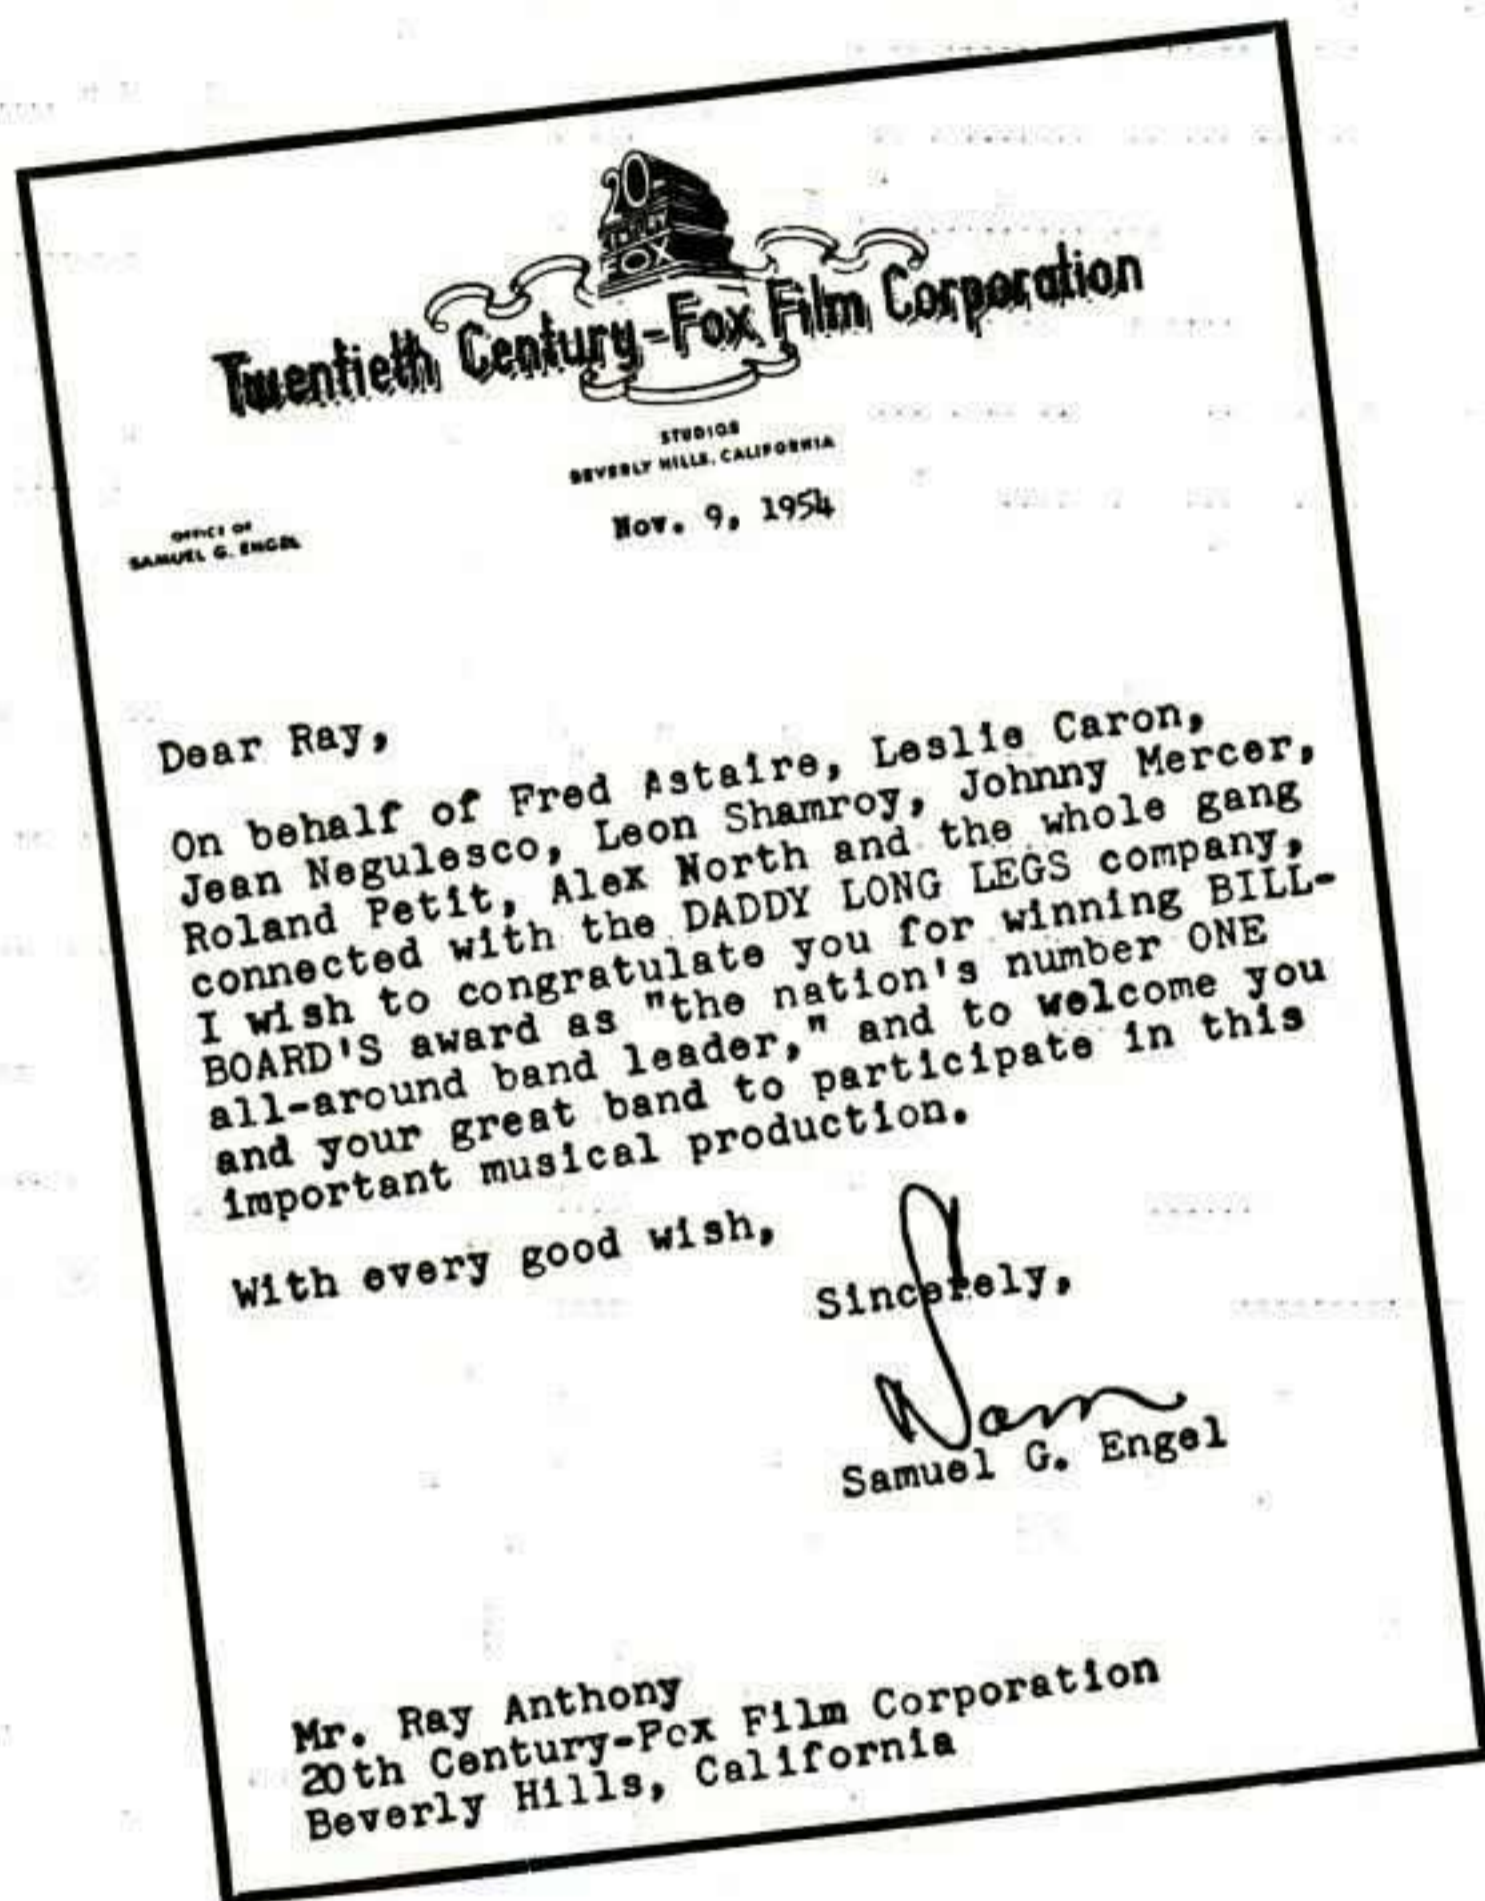 20
CENTURY
FOX
Twentieth Century-Fox Film Corporation
STUDIOS
BEVERLY HILLS, CALIFORNIA
Nov. 9, 1954
OFFICE OF
SAMUEL G. ENGEL
Dear Ray,
On behalf of Fred Astaire, Leslie Caron,
Jean Negulesco, Leon Shamroy, Johnny Mercer,
Roland Petit, Alex North and the whole gang
connected with the DADDY LONG LEGS company,
I wish to congratulate you for winning BILL-
BOARD'S award as "the nation's number ONE
all-around band leader," and to welcome you
and your great band to participate in this
important musical production.
With every good wish,
Sincerely,
Sam
Samuel G. Engel
Mr. Ray Anthony
20th Century-Fox Film Corporation
Beverly Hills, California